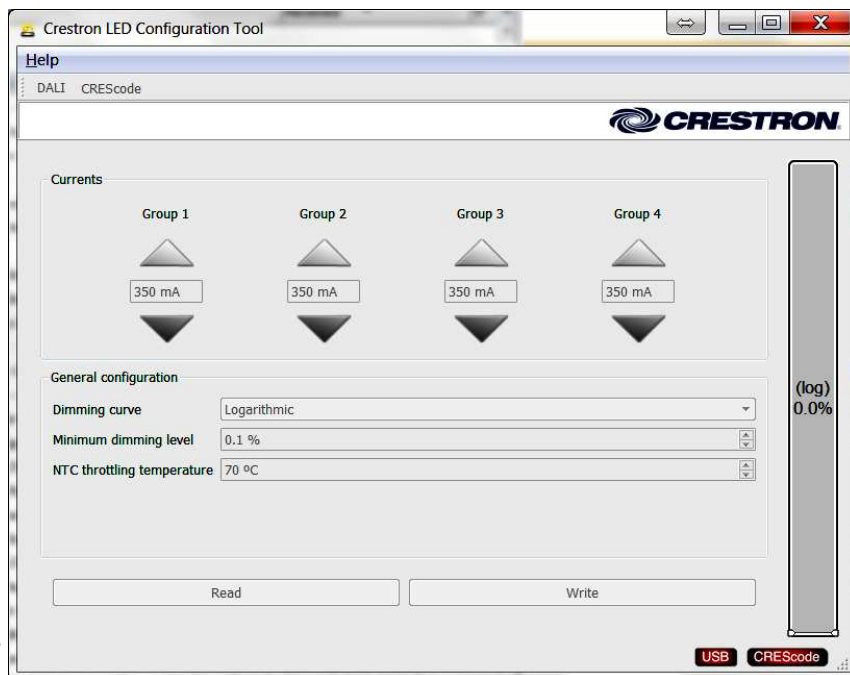 Crestron LED Configuration Tool
Help
DALI CREScode
CRESTRON
Currents
Group 1 Group 2 Group 3 Group 4
350 mA 350 mA 350 mA 350 mA
General configuration
Dimming curve Logarithmic
Minimum dimming level 0.1 %
NTC throttling temperature 70 ºC
(log)
0.0%
Read Write
USB CREScode